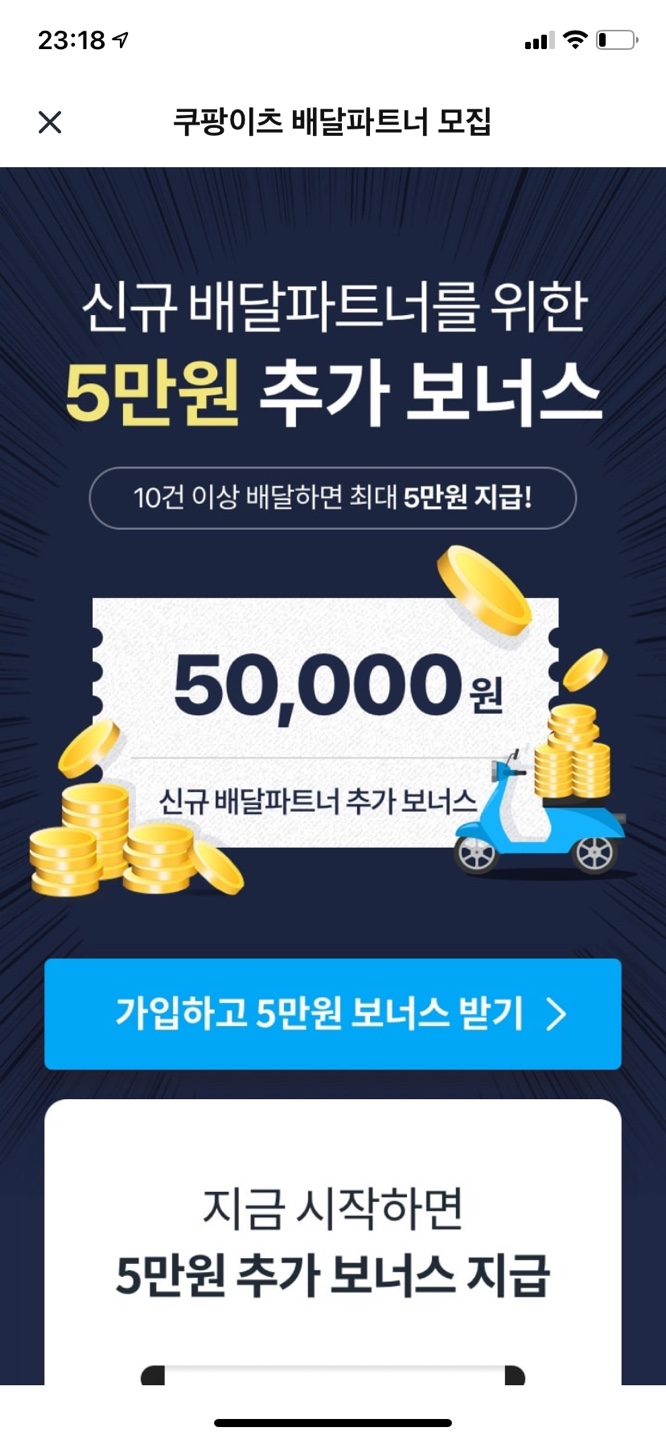 23:18
쿠팡이츠 배달파트너 모집
신규 배달파트너를 위한
5만원 추가 보너스
10건 이상 배달하면 최대 5만원 지급!
50,000원
신규 배달파트너 추가 보너스
가입하고 5만원 보너스 받기
지금 시작하면
5만원 추가 보너스 지급